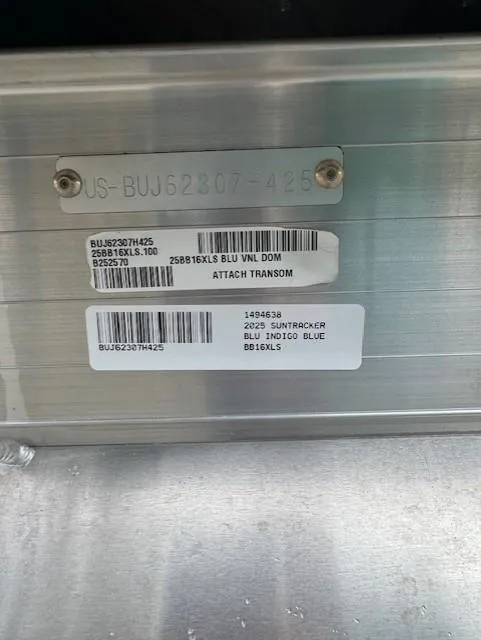 US-BUJ62307-425
BUJ62307H425
25BB16XLS.100
B252570
25BB16XLS BLU VNL DOM
ATTACH TRANSOM
BUJ62307H425
1494638
2025 SUNTRACKER
BLU INDIGO BLUE
BB16XLS